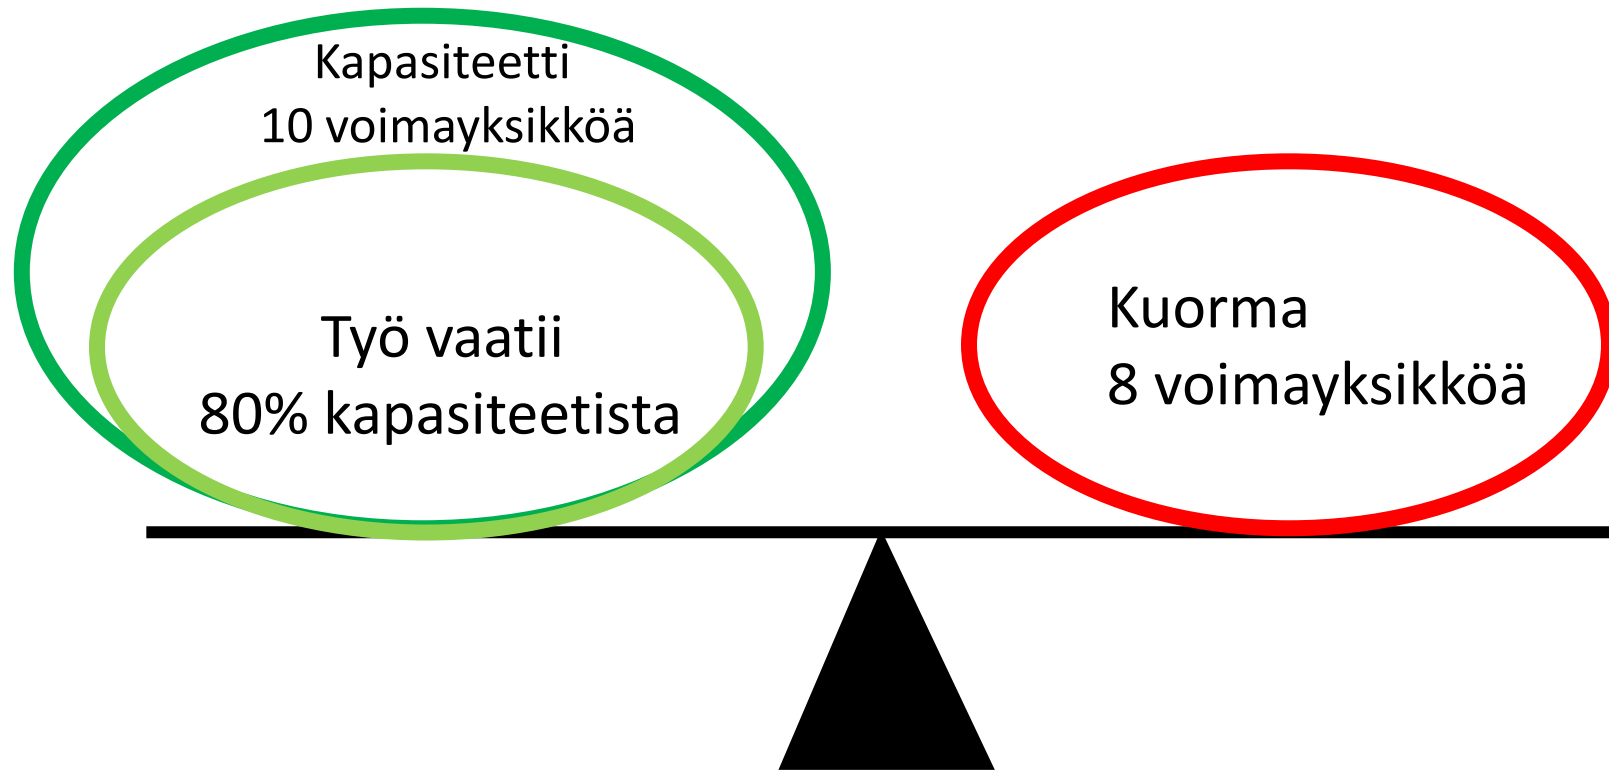 Kapasiteetti
10 voimayksikköä
Työ vaatii
80% kapasiteetista
Kuorma
8 voimayksikköä